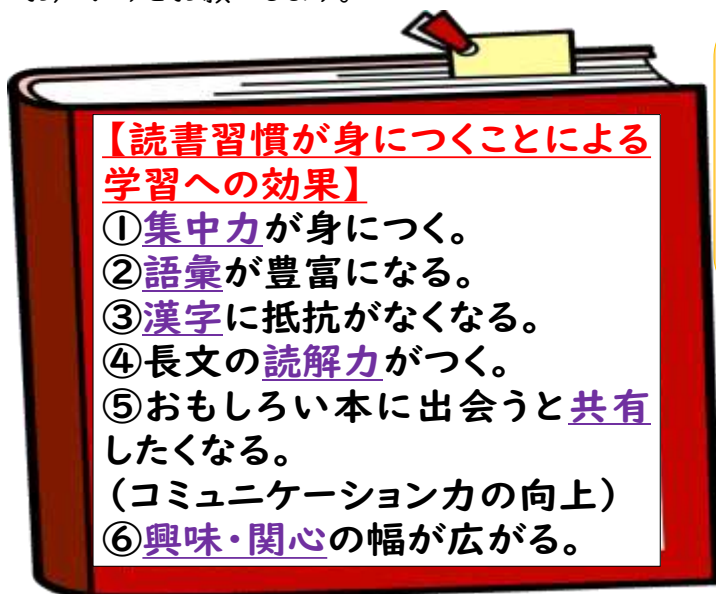 【読書習慣が身につくことによる
学習への効果】
①集中力が身につく。
②語彙が豊富になる。
③漢字に抵抗がなくなる。
④長文の読解力がつく。
⑤おもしろい本に出会うと共有
したくなる。
(コミュニケーション力の向上)
⑥興味・関心の幅が広がる。